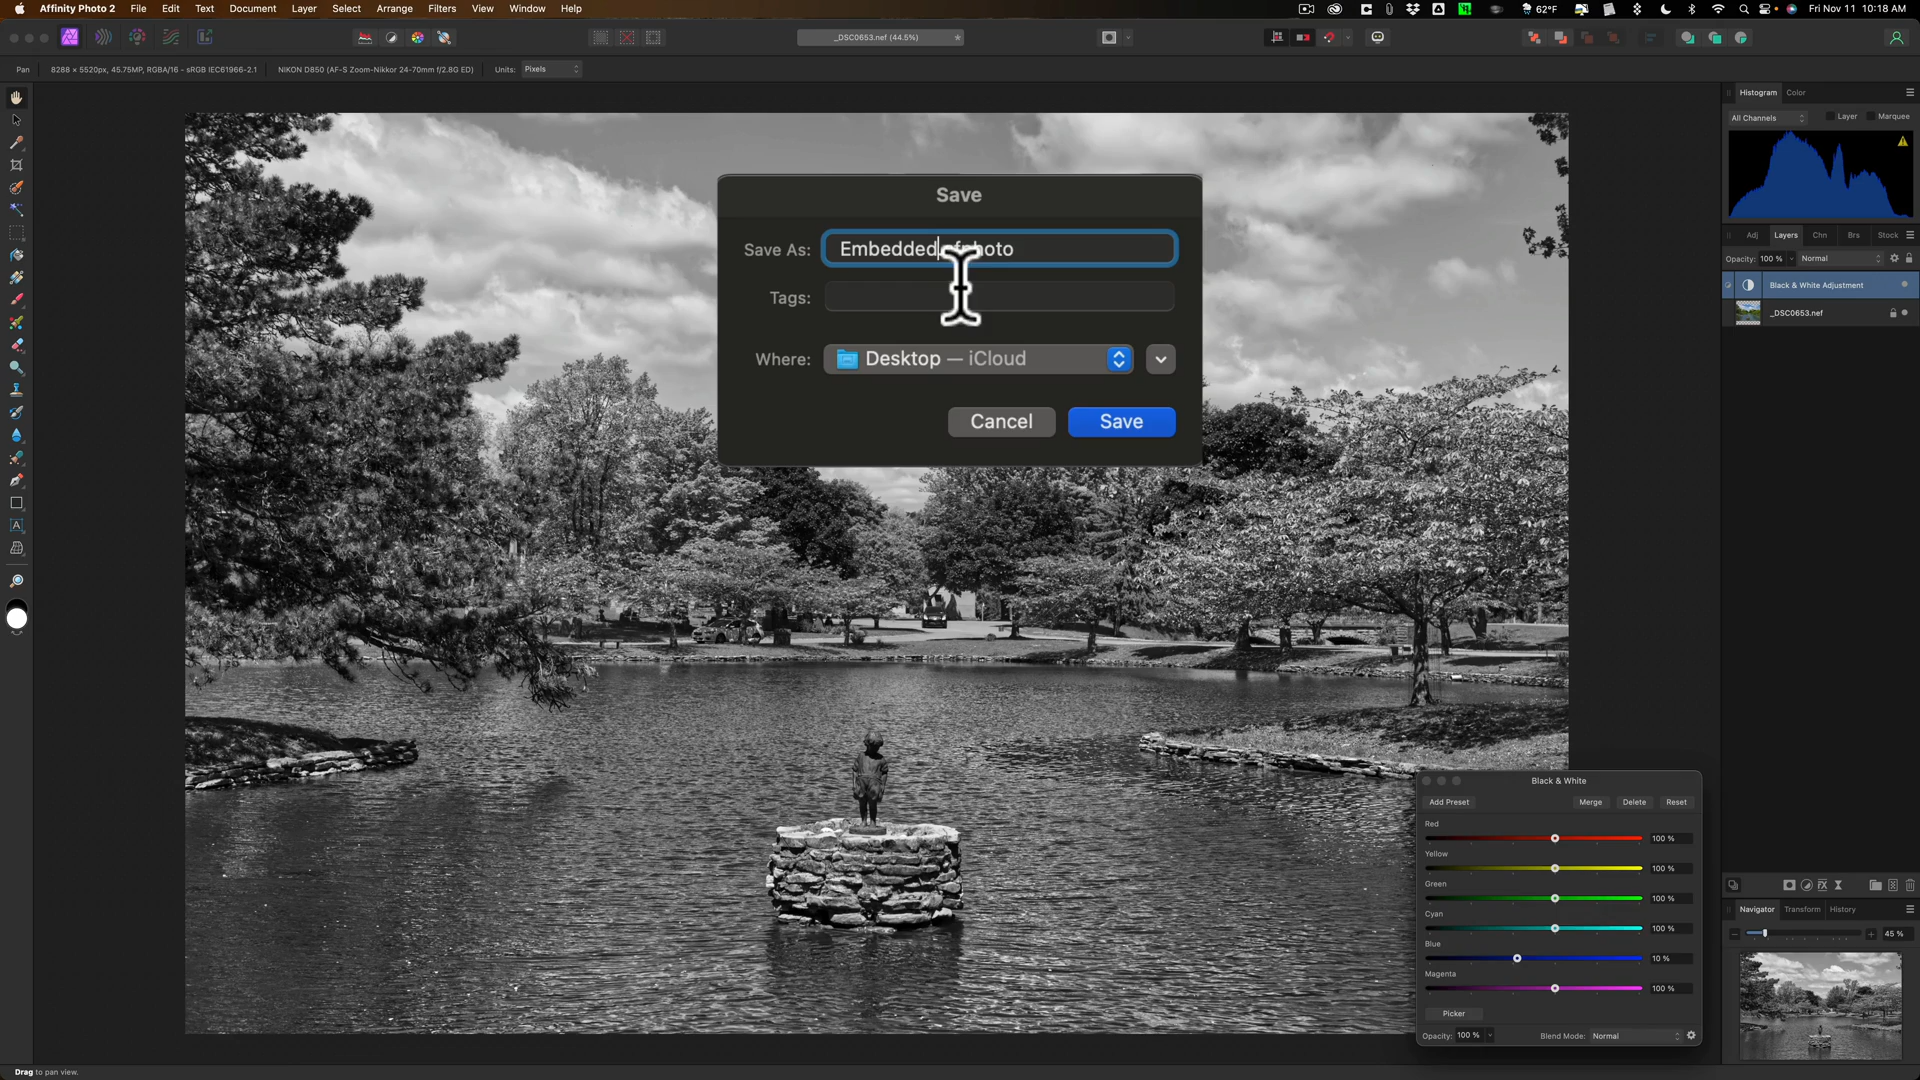 Affinity Photo 2 File Edit Text Document Layer Select Arrange Filters View Window Help 62°F Fri Nov 11 10:18 AM
_DSC0653.nef (44.5%)
Pan 8288 × 5520px, 45.75MP, RGBA/16 - sRGB IEC61966-2.1 NIKON D850 (AF-S Zoom-Nikkor 24-70mm f/2.8G ED) Units: Pixels
Histogram Color
All Channels Layer Marquee
Save
Save As: Embedded
Tags:
Where: Desktop — iCloud
Cancel Save
Adj Layers Chn Brs Stock
Opacity: 100 % Normal
Black & White Adjustment
_DSC0653.nef
Black & White
Add Preset Merge Delete Reset
Red
100 %
Yellow
100 %
Green
100 %
Cyan
100 %
Blue
10 %
Magenta
100 %
Picker
Opacity: 100 % Blend Mode: Normal
Navigator Transform History
45 %
Drag to pan view.